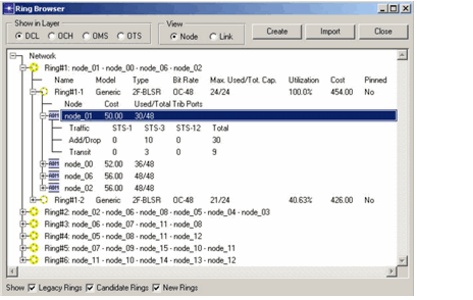 Ring Browser
Show in Layer
DCL OCH OMS OTS
View
Node Link
Create
Import
Close
Network
Ring#1: node_01 - node_00 - node_06 - node_02
Name Model Type Bit Rate Max. Used/Tot. Cap. Utilization Cost Pinned
Ring#1-1 Generic 2F-BLSR OC-48 24/24 100.0% 454.00 No
Node Cost Used/Total Trib Ports
node_01 50.00 30/48
Traffic STS-1 STS-3 STS-12 Total
Add/Drop 0 10 0 30
Transit 0 3 0 9
node_00 52.00 36/48
node_06 56.00 48/48
node_02 56.00 48/48
Ring#1-2 Generic 2F-BLSR OC-48 21/24 40.63% 426.00 No
Ring#2: node_02 - node_06 - node_08 - node_05 - node_04 - node_03
Ring#3: node_06 - node_07 - node_11 - node_08
Ring#4: node_05 - node_08 - node_11 - node_12
Ring#5: node_07 - node_09 - node_15 - node_10 - node_11
Ring#6: node_11 - node_10 - node_14 - node_13 - node_12
Show Legacy Rings Candidate Rings New Rings